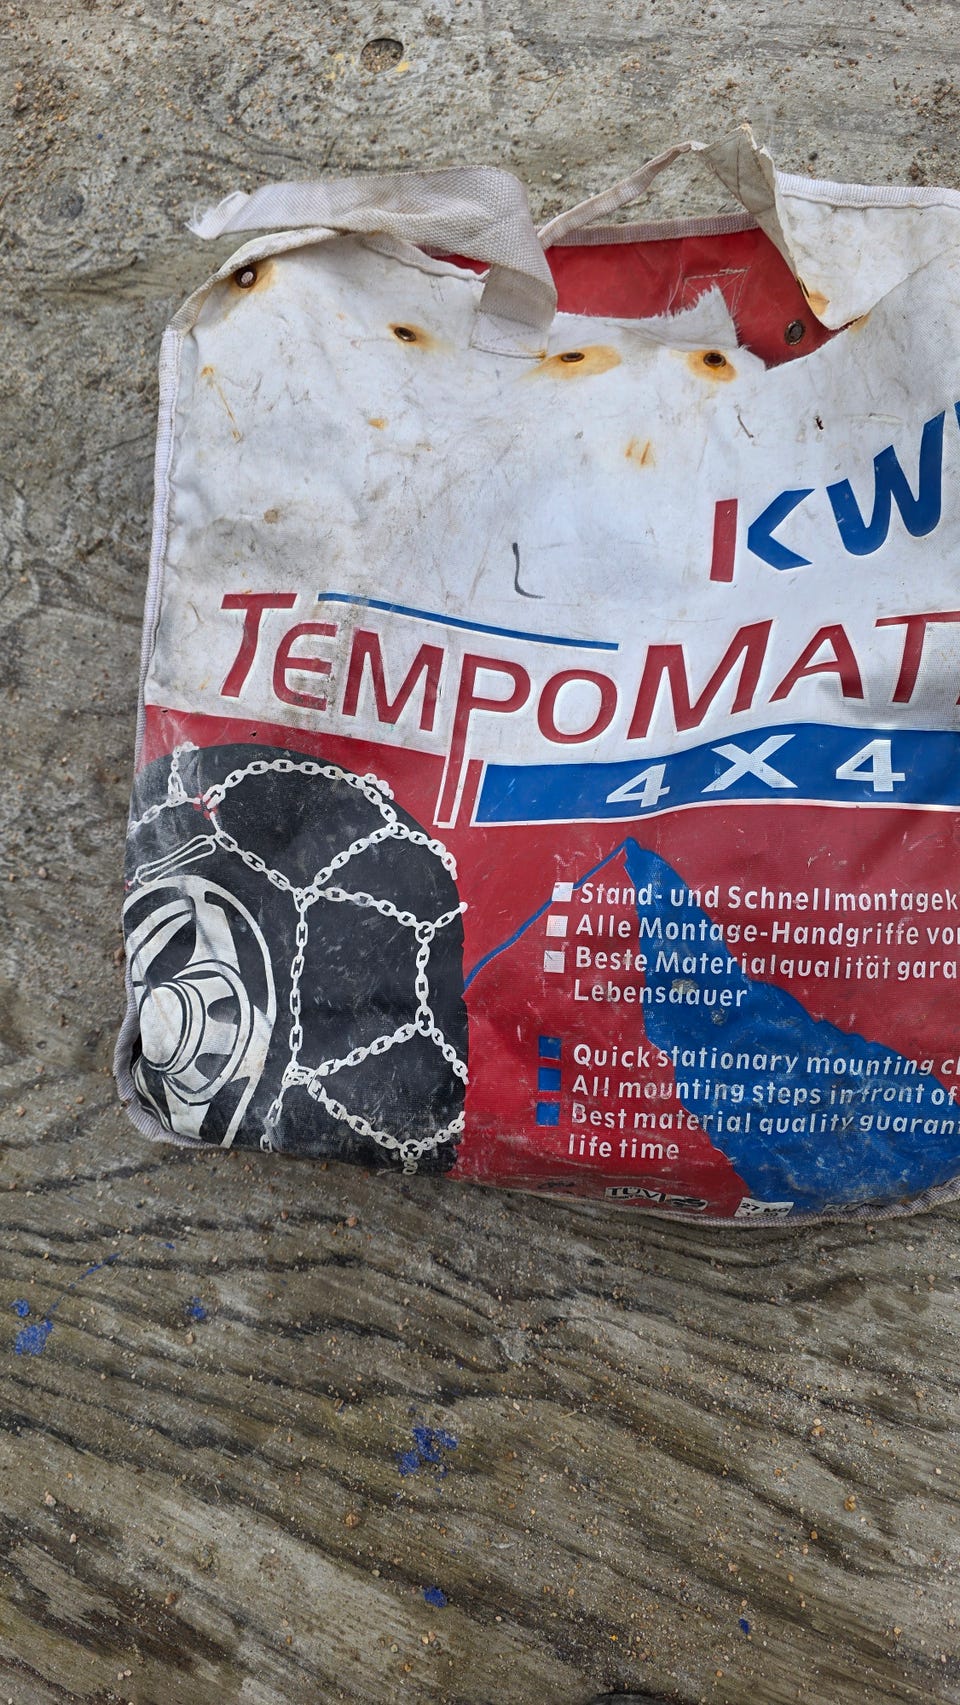 KW
TEMPOMAT
4X4
Stand- und Schnellmontagek
Alle Montage-Handgriffe vo
Beste Materialqualität gara
Lebensdauer
Quick stationary mounting c
All mounting steps in front of
Best material quality guaran
life time
TÜV